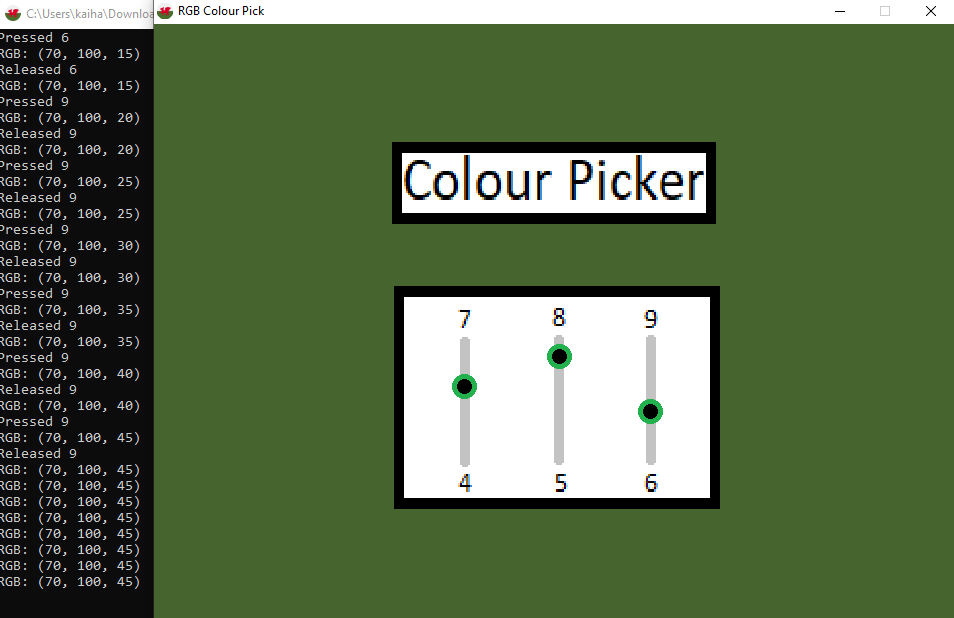 C:\Users\kaiha\Downloa
RGB Colour Pick
Pressed 6
RGB: (70, 100, 15)
Released 6
RGB: (70, 100, 15)
Pressed 9
RGB: (70, 100, 20)
Released 9
RGB: (70, 100, 20)
Pressed 9
RGB: (70, 100, 25)
Released 9
RGB: (70, 100, 25)
Pressed 9
RGB: (70, 100, 30)
Released 9
RGB: (70, 100, 30)
Pressed 9
RGB: (70, 100, 35)
Released 9
RGB: (70, 100, 35)
Pressed 9
RGB: (70, 100, 40)
Released 9
RGB: (70, 100, 40)
Pressed 9
RGB: (70, 100, 45)
Released 9
RGB: (70, 100, 45)
RGB: (70, 100, 45)
RGB: (70, 100, 45)
RGB: (70, 100, 45)
RGB: (70, 100, 45)
RGB: (70, 100, 45)
RGB: (70, 100, 45)
RGB: (70, 100, 45)
Colour Picker
7 8 9
4 5 6